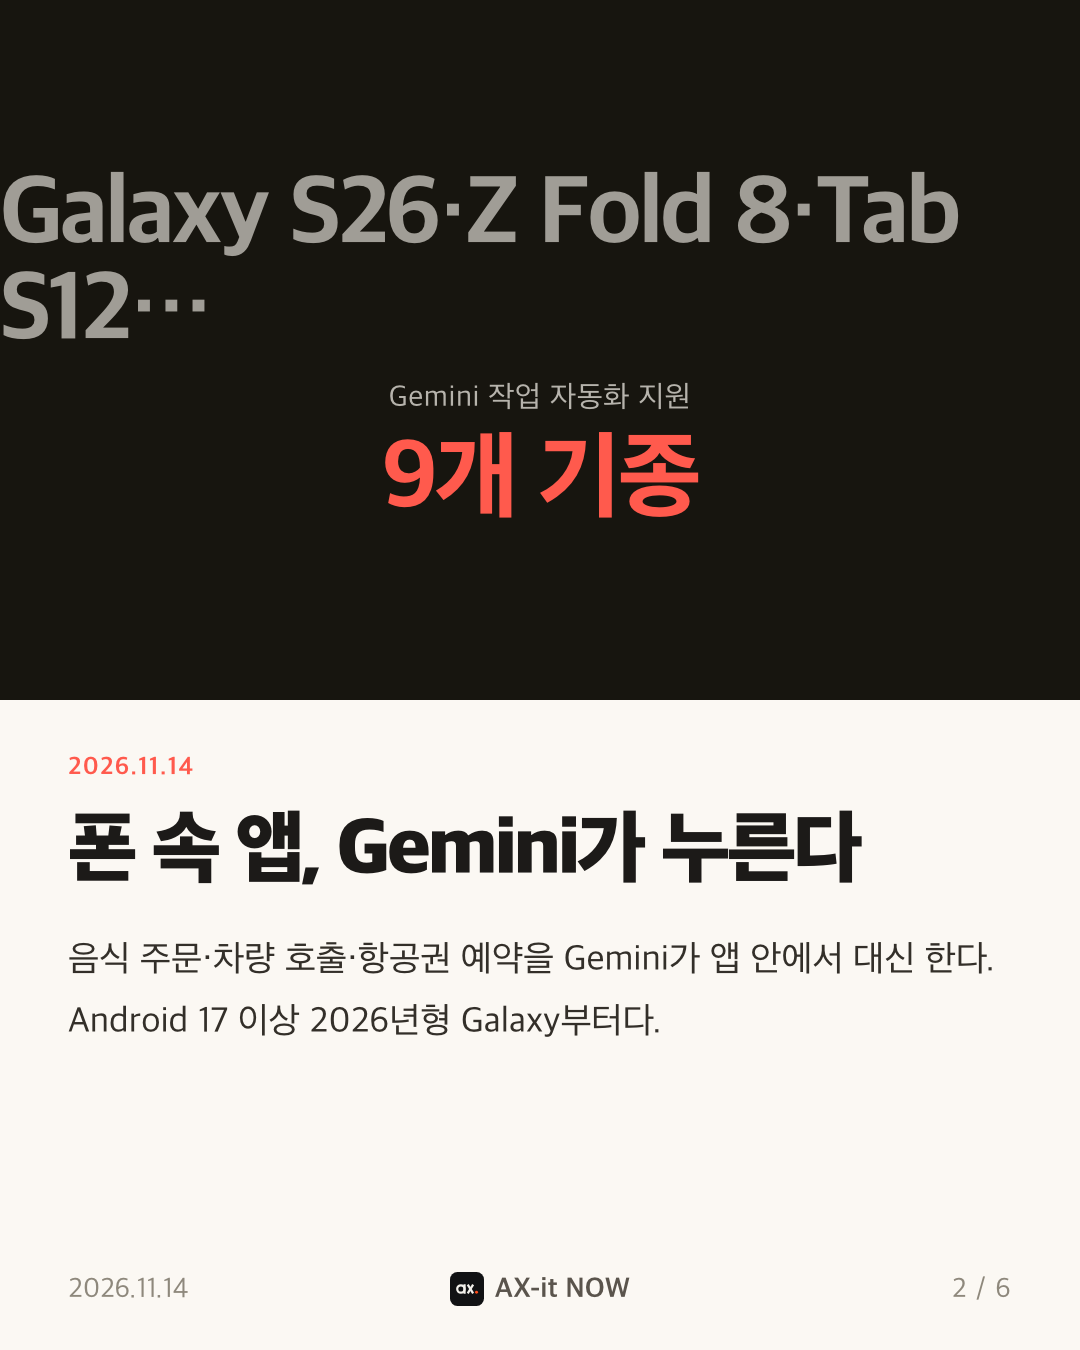 Galaxy S26·Z Fold 8·Tab
S12···
Gemini 작업 자동화 지원
9개 기종
2026.11.14
폰 속 앱, Gemini가 누른다
음식 주문·차량 호출·항공권 예약을 Gemini가 앱 안에서 대신 한다.
Android 17 이상 2026년형 Galaxy부터다.
2026.11.14
ax. AX-it NOW
2 / 6